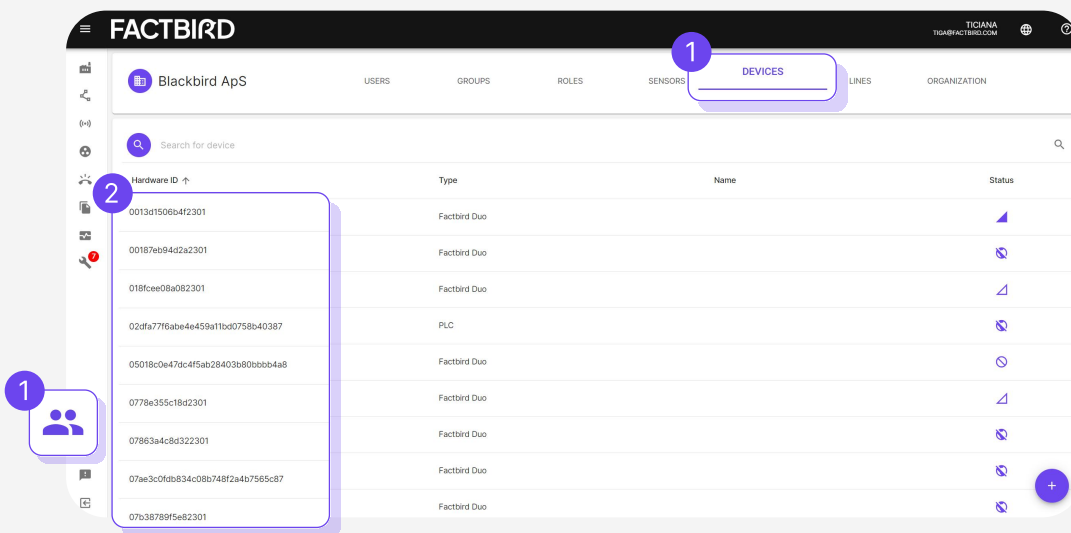 FACTBIRD
TICIANA
TIGA@FACTBIRD.COM
1
Blackbird ApS
USERS
GROUPS
ROLES
SENSORS
DEVICES
LINES
ORGANIZATION
Search for device
2
Hardware ID
Type
Name
Status
0013d1506b4f2301
Factbird Duo
00187eb94d2a2301
Factbird Duo
7
018fcee08a082301
Factbird Duo
02dfa77f6abe4e459a11bd0758b40387
PLC
05018c0e47dc4f5ab28403b80bbbb4a8
Factbird Duo
1
0778e355c18d2301
Factbird Duo
07863a4c8d322301
Factbird Duo
07ae3c0fdb834c08b748f2a4b7565c87
Factbird Duo
07b38789f5e82301
Factbird Duo